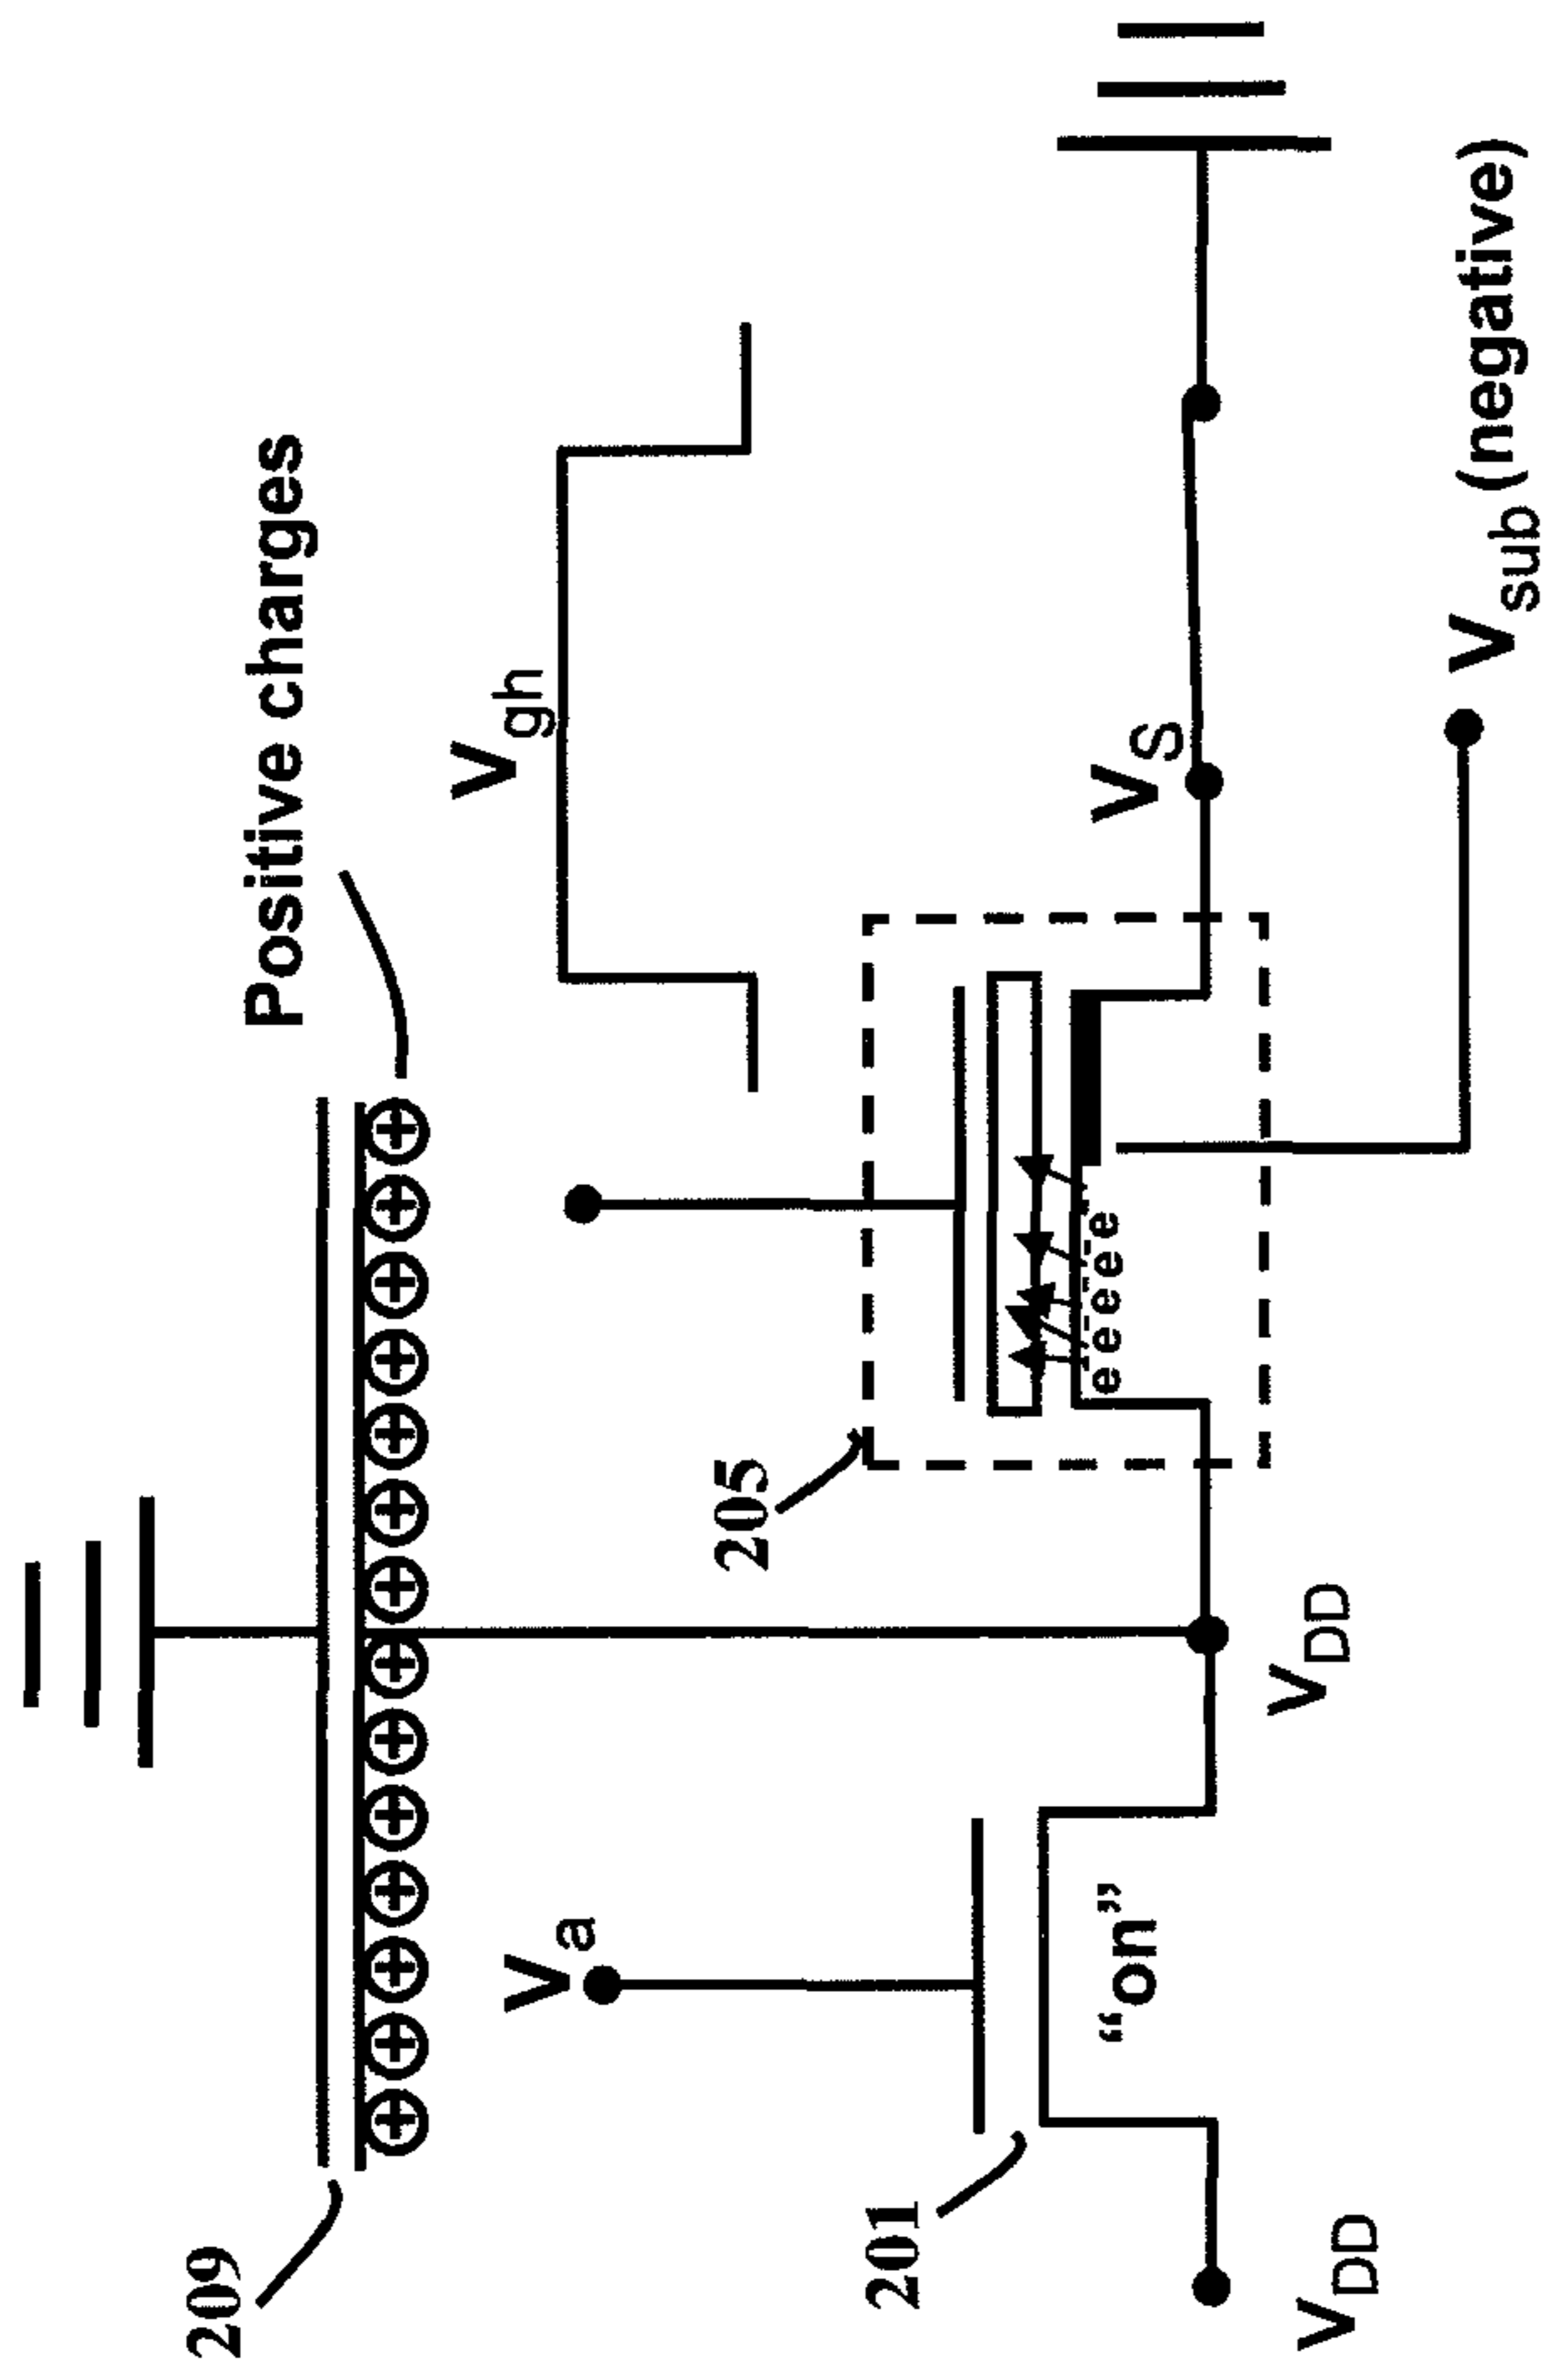 209
Positive charges
⊕⊕⊕⊕⊕⊕⊕⊕⊕⊕⊕⊕⊕⊕
Va
Vgh
205
201
“on”
e⁻e⁻e⁻e⁻e⁻
VS
VDD
VDD
Vsub (negative)